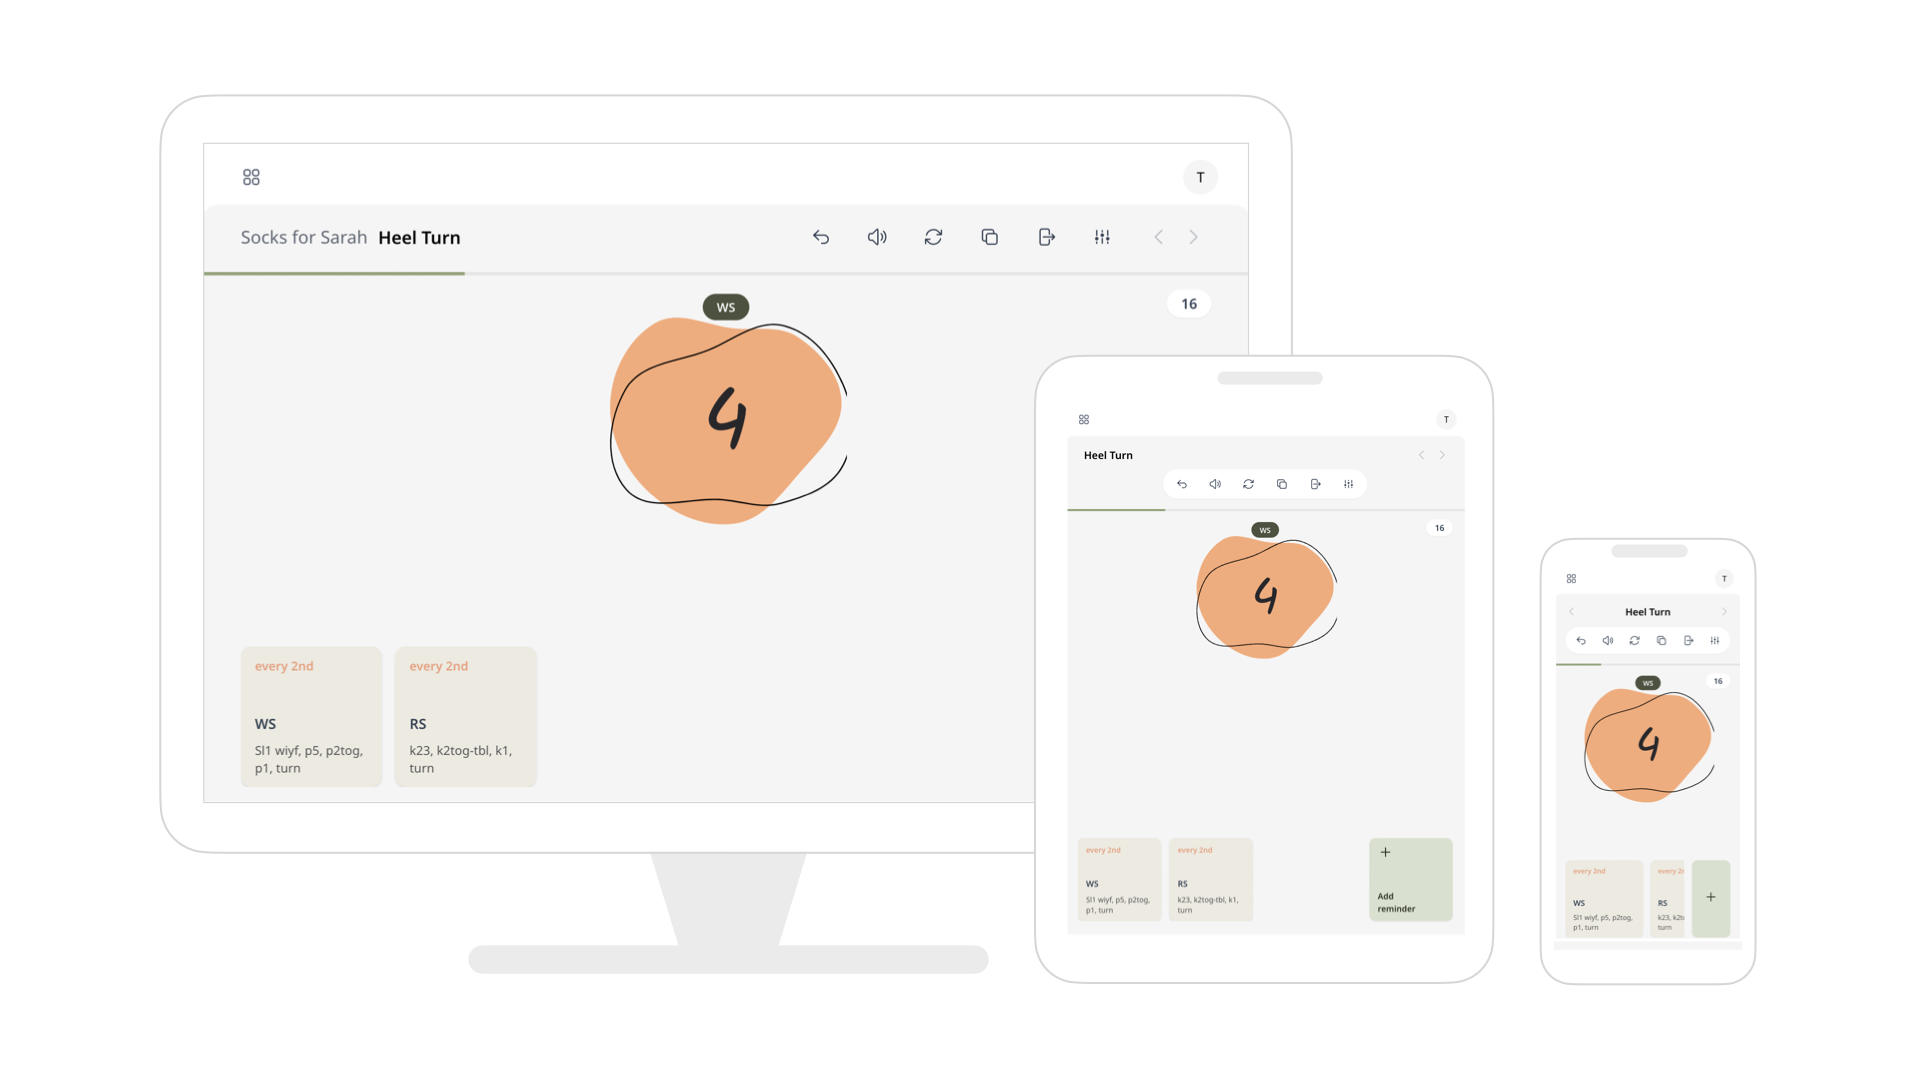 T
Socks for Sarah Heel Turn
WS
16
4
every 2nd
WS
Sl1 wiyf, p5, p2tog,
p1, turn
every 2nd
RS
k23, k2tog-tbl, k1,
turn
T
Heel Turn
WS
16
4
every 2nd
WS
Sl1 wiyf, p5, p2tog,
p1, turn
every 2nd
RS
k23, k2tog-tbl, k1,
turn
+
Add
reminder
T
Heel Turn
WS
16
4
every 2nd
WS
Sl1 wiyf, p5, p2tog,
p1, turn
every 2
RS
k23, k2t
turn
+